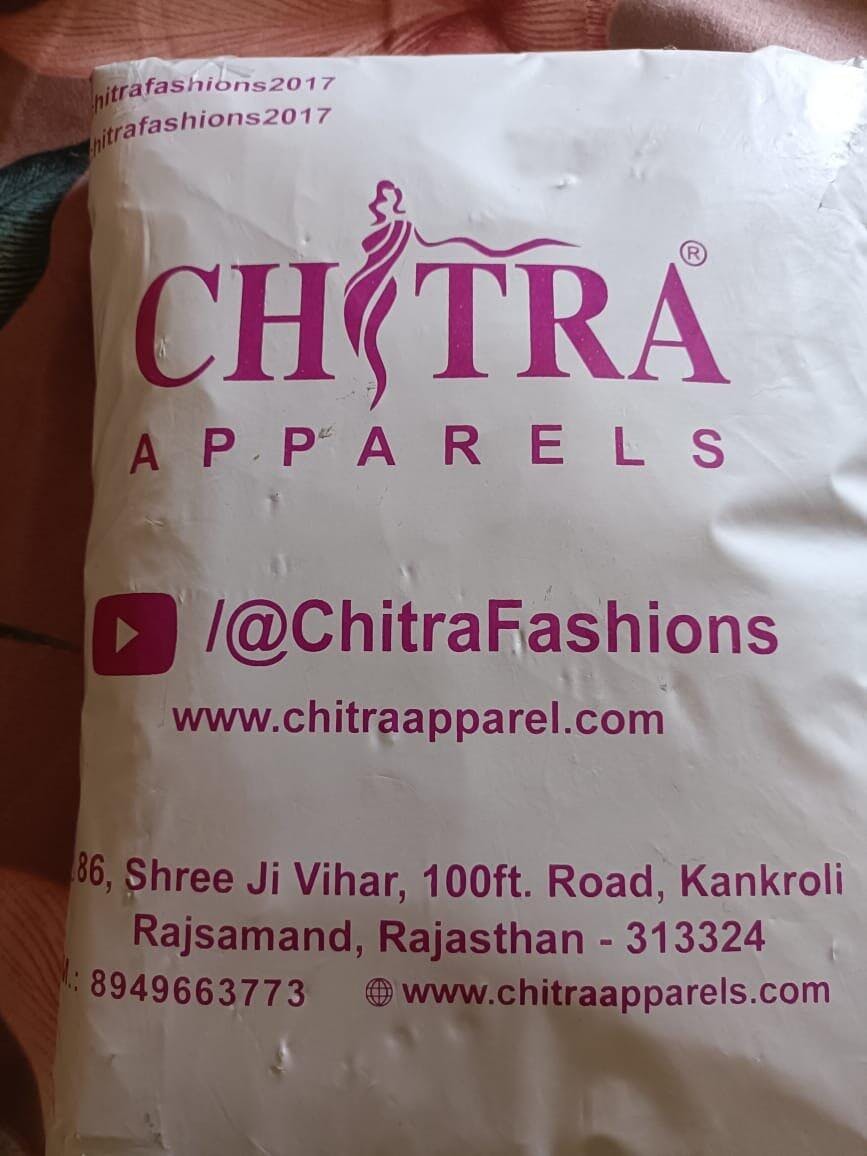 hitrafashions2017
hitrafashions2017
CHITRA®
APPARELS
/@ChitraFashions
www.chitraapparel.com
86, Shree Ji Vihar, 100ft. Road, Kankroli
Rajsamand, Rajasthan - 313324
M.: 8949663773 www.chitraapparels.com